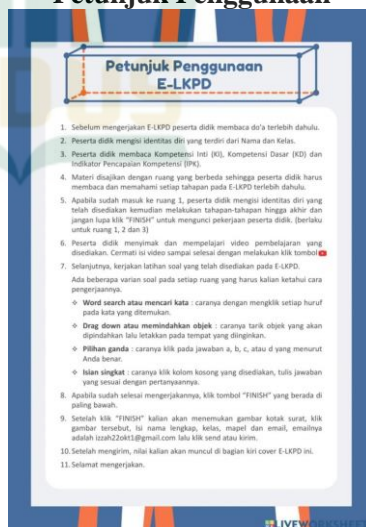 Petunjuk Penggunaan
Petunjuk Penggunaan
E-LKPD
1. Sebelum mengerjakan E-LKPD peserta didik membaca do'a terlebih dahulu.
2. Peserta didik mengisi identitas diri yang terdiri dari Nama dan Kelas.
3. Peserta didik membaca Kompetensi Inti (KI), Kompetensi Dasar (KD) dan
Indikator Pencapaian Kompetensi (IPK).
4. Materi disajikan dengan ruang yang berbeda sehingga peserta didik harus
membaca dan memahami setiap tahapan pada E-LKPD terlebih dahulu.
5. Apabila sudah masuk ke ruang 1, peserta didik mengisi identitas diri yang
telah disediakan kemudian melakukan tahapan-tahapan hingga akhir dan
jangan lupa klik "FINISH" untuk mengunci pekerjaan peserta didik. (berlaku
untuk ruang 1, 2 dan 3)
6. Peserta didik menyimak dan mempelajari video pembelajaran yang
disediakan. Cermati isi video sampai selesai dengan melakukan klik tombol
7. Selanjutnya, kerjakan latihan soal yang telah disediakan pada E-LKPD.
Ada beberapa varian soal pada setiap ruang yang harus kalian ketahui cara
pengerjaannya.
❖ Word search atau mencari kata : caranya dengan mengklik setiap huruf
pada kata yang ditemukan.
❖ Drag down atau memindahkan objek : caranya tarik objek yang akan
dipindahkan lalu letakkan pada tempat yang diinginkan.
❖ Pilihan ganda : caranya klik pada jawaban a, b, c, atau d yang menurut
Anda benar.
❖ Isian singkat : caranya klik kolom kosong yang disediakan, tulis jawaban
yang sesuai dengan pertanyaannya.
8. Apabila sudah selesai mengerjakannya, klik tombol "FINISH" yang berada di
paling bawah.
9. Setelah klik "FINISH" kalian akan menemukan gambar kotak surat, klik
gambar tersebut, isi nama lengkap, kelas, mapel dan email, emailnya
adalah izzah22okt1@gmail.com lalu klik send atau kirim.
10. Setelah mengirim, nilai kalian akan muncul di bagian kiri cover E-LKPD ini.
11. Selamat mengerjakan.
LIVEWORKSHEETS